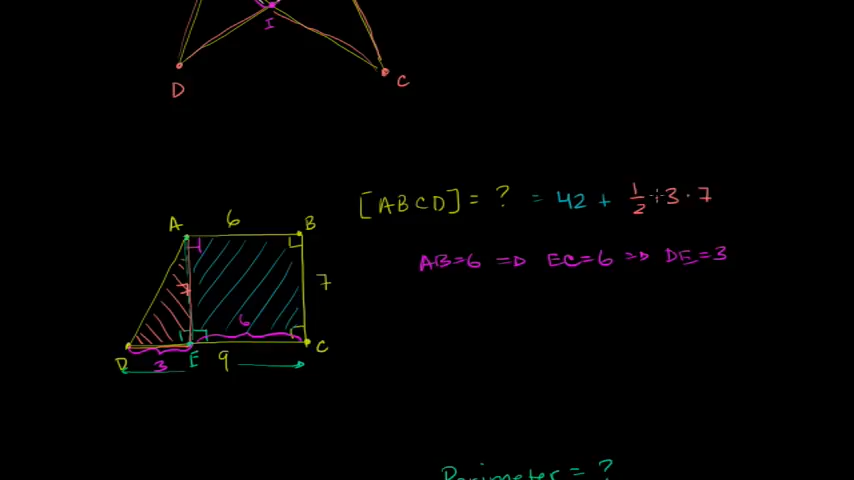 I
D
C
[ABCD] = ? = 42 + 1/2 · 3 · 7
A 6 B
AB=6 ⇒ EC=6 ⇒ DE=3
7 7
6
D E C
3 9
Perimeter = ?